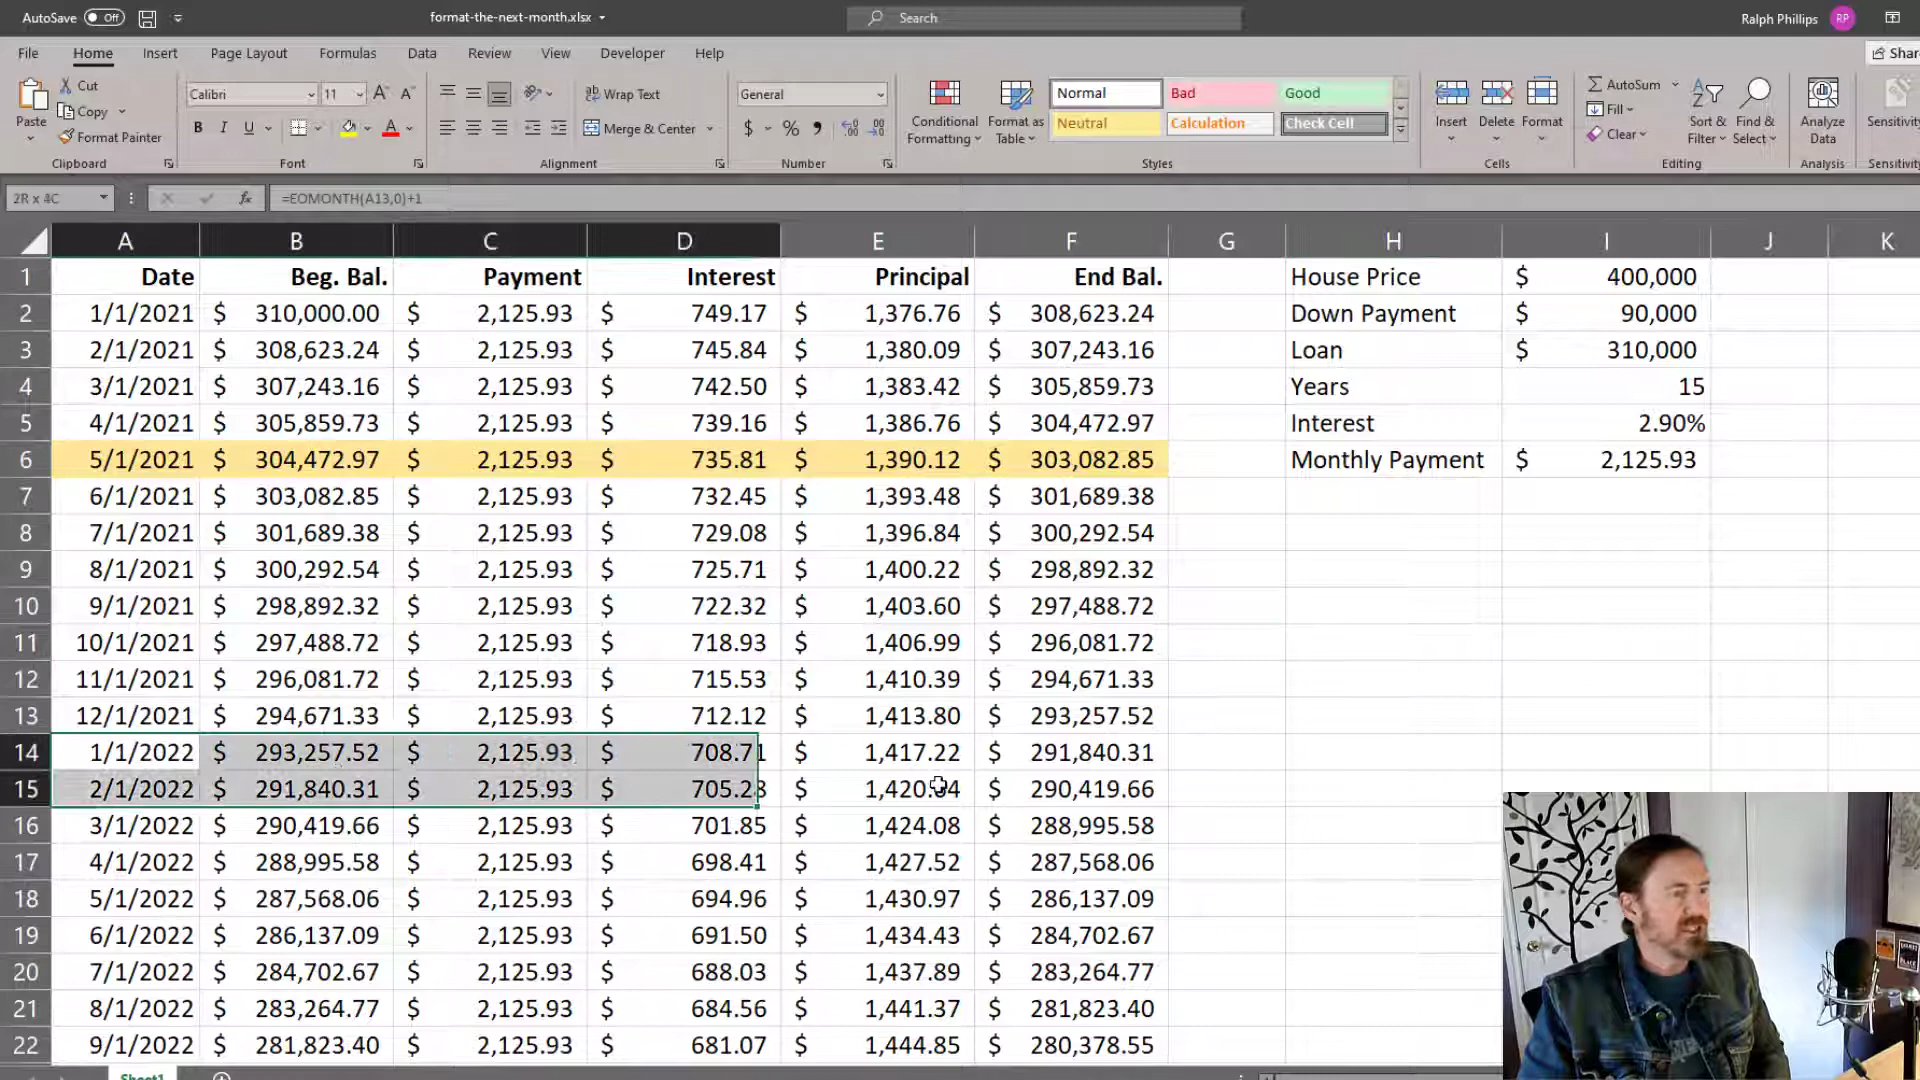 AutoSave Off format-the-next-month.xlsx Search Ralph Phillips RP
File Home Insert Page Layout Formulas Data Review View Developer Help Shar
Paste Cut Copy Format Painter Clipboard
Calibri 11 A A B I U A Font
Wrap Text Merge & Center Alignment
General $ % Number
Conditional Formatting Format as Table Normal Bad Good Neutral Calculation Check Cell Styles
Insert Delete Format Cells
AutoSum Fill Clear Sort & Filter Find & Select Editing
Analyze Data Analysis
Sensitivity Sensitivity
2R x 4C fx =EOMONTH(A13,0)+1
A B C D E F G H I J K
1 Date Beg. Bal. Payment Interest Principal End Bal. House Price $ 400,000
2 1/1/2021 $ 310,000.00 $ 2,125.93 $ 749.17 $ 1,376.76 $ 308,623.24 Down Payment $ 90,000
3 2/1/2021 $ 308,623.24 $ 2,125.93 $ 745.84 $ 1,380.09 $ 307,243.16 Loan $ 310,000
4 3/1/2021 $ 307,243.16 $ 2,125.93 $ 742.50 $ 1,383.42 $ 305,859.73 Years 15
5 4/1/2021 $ 305,859.73 $ 2,125.93 $ 739.16 $ 1,386.76 $ 304,472.97 Interest 2.90%
6 5/1/2021 $ 304,472.97 $ 2,125.93 $ 735.81 $ 1,390.12 $ 303,082.85 Monthly Payment $ 2,125.93
7 6/1/2021 $ 303,082.85 $ 2,125.93 $ 732.45 $ 1,393.48 $ 301,689.38
8 7/1/2021 $ 301,689.38 $ 2,125.93 $ 729.08 $ 1,396.84 $ 300,292.54
9 8/1/2021 $ 300,292.54 $ 2,125.93 $ 725.71 $ 1,400.22 $ 298,892.32
10 9/1/2021 $ 298,892.32 $ 2,125.93 $ 722.32 $ 1,403.60 $ 297,488.72
11 10/1/2021 $ 297,488.72 $ 2,125.93 $ 718.93 $ 1,406.99 $ 296,081.72
12 11/1/2021 $ 296,081.72 $ 2,125.93 $ 715.53 $ 1,410.39 $ 294,671.33
13 12/1/2021 $ 294,671.33 $ 2,125.93 $ 712.12 $ 1,413.80 $ 293,257.52
14 1/1/2022 $ 293,257.52 $ 2,125.93 $ 708.71 $ 1,417.22 $ 291,840.31
15 2/1/2022 $ 291,840.31 $ 2,125.93 $ 705.28 $ $ 290,419.66
16 3/1/2022 $ 290,419.66 $ 2,125.93 $ 701.85 $ 1,424.08 $ 288,995.58
17 4/1/2022 $ 288,995.58 $ 2,125.93 $ 698.41 $ 1,427.52 $ 287,568.06
18 5/1/2022 $ 287,568.06 $ 2,125.93 $ 694.96 $ 1,430.97 $ 286,137.09
19 6/1/2022 $ 286,137.09 $ 2,125.93 $ 691.50 $ 1,434.43 $ 284,702.67
20 7/1/2022 $ 284,702.67 $ 2,125.93 $ 688.03 $ 1,437.89 $ 283,264.77
21 8/1/2022 $ 283,264.77 $ 2,125.93 $ 684.56 $ 1,441.37 $ 281,823.40
22 9/1/2022 $ 281,823.40 $ 2,125.93 $ 681.07 $ 1,444.85 $ 280,378.55
Sheet1